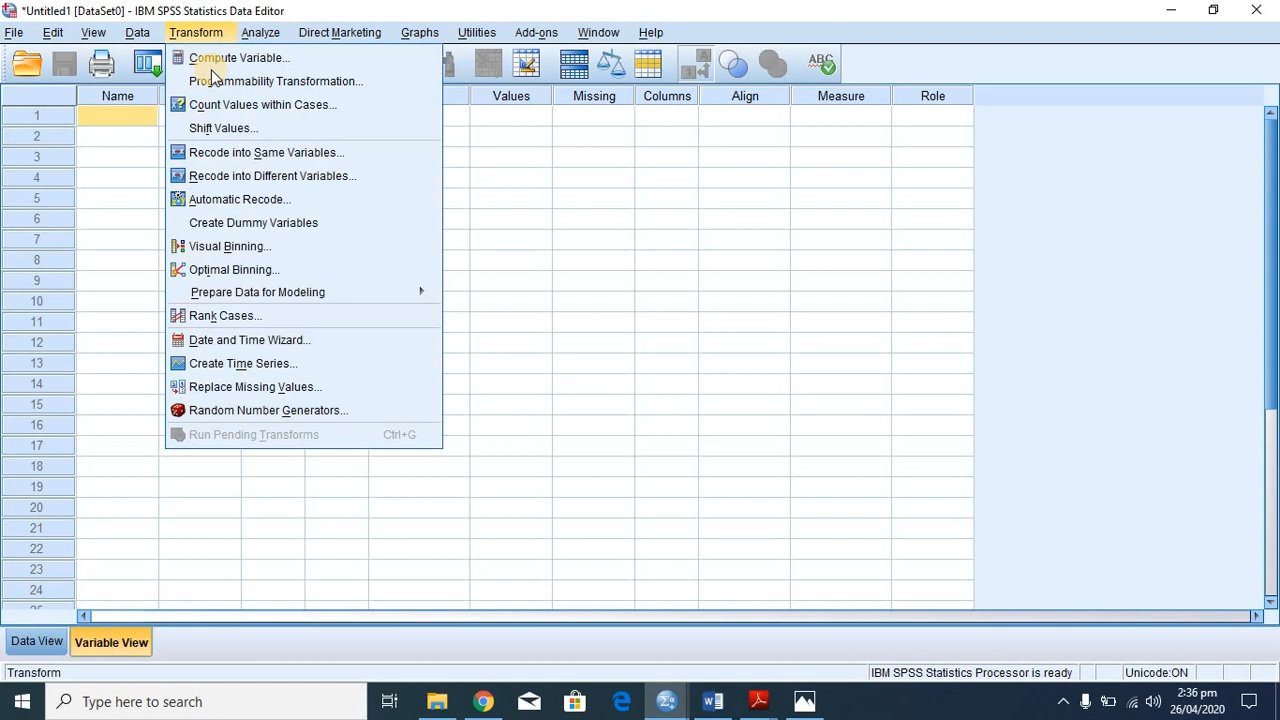 *Untitled1 [DataSet0] - IBM SPSS Statistics Data Editor
File Edit View Data Transform Analyze Direct Marketing Graphs Utilities Add-ons Window Help
Compute Variable...
Programmability Transformation...
Count Values within Cases...
Shift Values...
Recode into Same Variables...
Recode into Different Variables...
Automatic Recode...
Create Dummy Variables
Visual Binning...
Optimal Binning...
Prepare Data for Modeling
Rank Cases...
Date and Time Wizard...
Create Time Series...
Replace Missing Values...
Random Number Generators...
Run Pending Transforms Ctrl+G
ABC
Name Values Missing Columns Align Measure Role
1
2
3
4
5
6
7
8
9
10
11
12
13
14
15
16
17
18
19
20
21
22
23
24
Data View Variable View
Transform IBM SPSS Statistics Processor is ready Unicode:ON
Type here to search
2:36 pm
26/04/2020